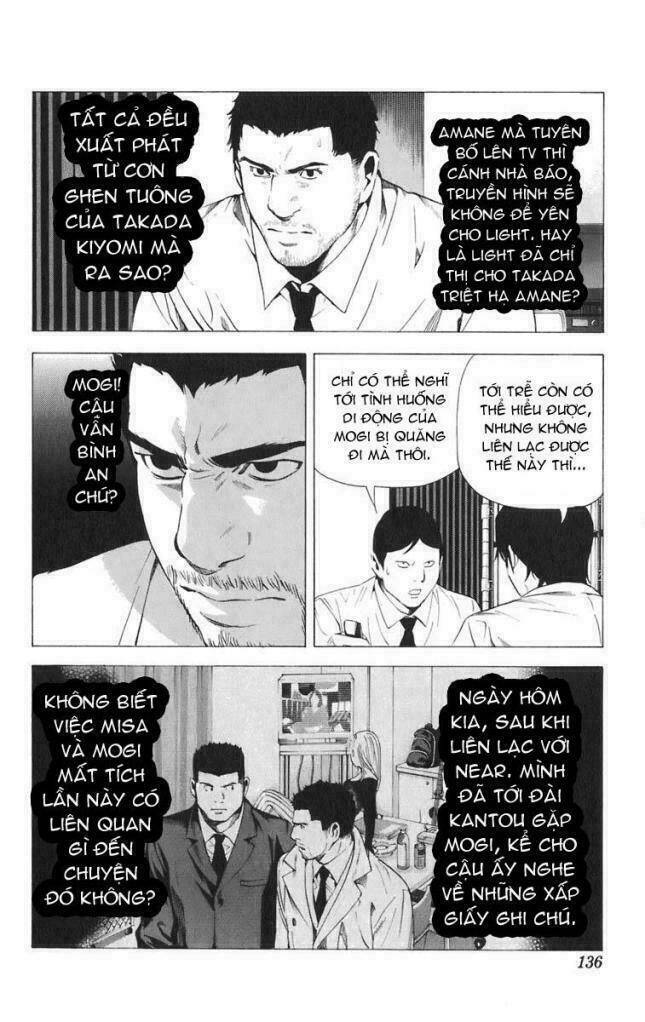 AMANE MÀ TUYÊN
BỐ LÊN TV THÌ
CÁNH NHÀ BÁO,
TRUYỀN HÌNH SẼ
KHÔNG ĐỂ YÊN
CHO LIGHT. HAY
LÀ LIGHT ĐÃ CHỈ
THỊ CHO TAKADA
TRIỆT HẠ AMANE?
TẤT CẢ ĐỀU
XUẤT PHÁT
TỪ CƠN
GHEN TUÔNG
CỦA TAKADA
KIYOMI MÀ
RA SAO?
TỚI TRỄ CÒN CÓ
THỂ HIỂU ĐƯỢC,
NHƯNG KHÔNG
LIÊN LẠC ĐƯỢC
THẾ NÀY THÌ...
CHỈ CÓ THỂ NGHĨ
TỚI TÌNH HUỐNG
DI ĐỘNG CỦA
MOGI BỊ QUĂNG
ĐI MÀ THÔI.
MOGI!
CẬU
VẪN
BÌNH
AN
CHỨ?
NGÀY HÔM
KIA, SAU KHI
LIÊN LẠC VỚI
NEAR. MÌNH
ĐÃ TỚI ĐÀI
KANTOU GẶP
MOGI, KỂ CHO
CẬU ẤY NGHE
VỀ NHỮNG XẤP
GIẤY GHI CHÚ.
KHÔNG BIẾT
VIỆC MISA
VÀ MOGI
MẤT TÍCH
LẦN NÀY CÓ
LIÊN QUAN
GÌ ĐẾN
CHUYỆN
ĐÓ KHÔNG?
136